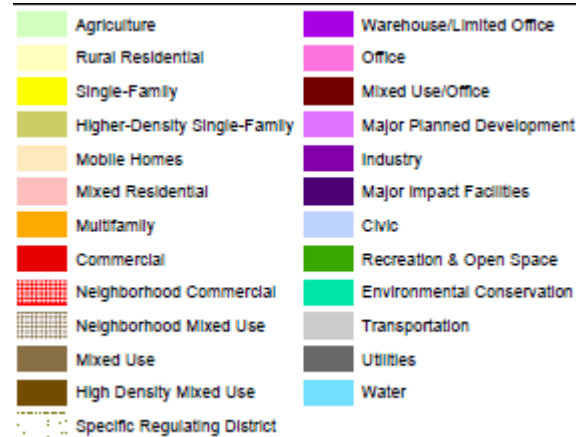 Agriculture
Rural Residential
Single-Family
Higher-Density Single-Family
Mobile Homes
Mixed Residential
Multifamily
Commercial
Neighborhood Commercial
Neighborhood Mixed Use
Mixed Use
High Density Mixed Use
Specific Regulating District
Warehouse/Limited Office
Office
Mixed Use/Office
Major Planned Development
Industry
Major Impact Facilities
Civic
Recreation & Open Space
Environmental Conservation
Transportation
Utilities
Water